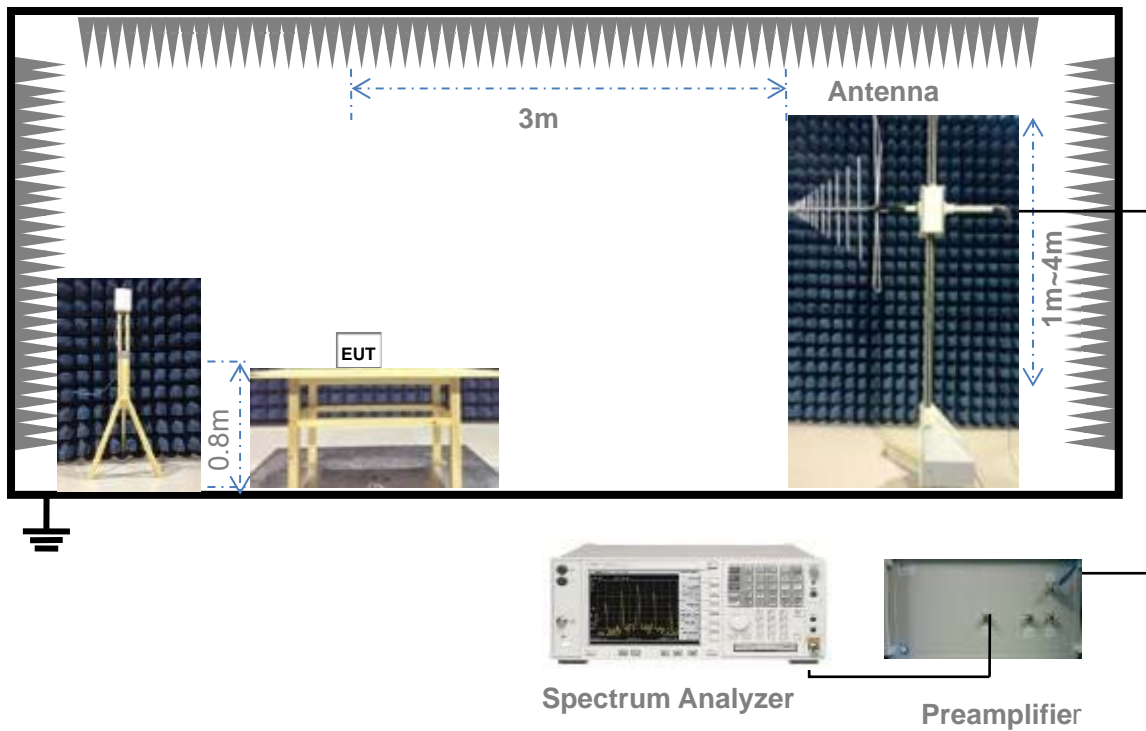 Antenna
3m
1m~4m
EUT
0.8m
Spectrum Analyzer
Preamplifier